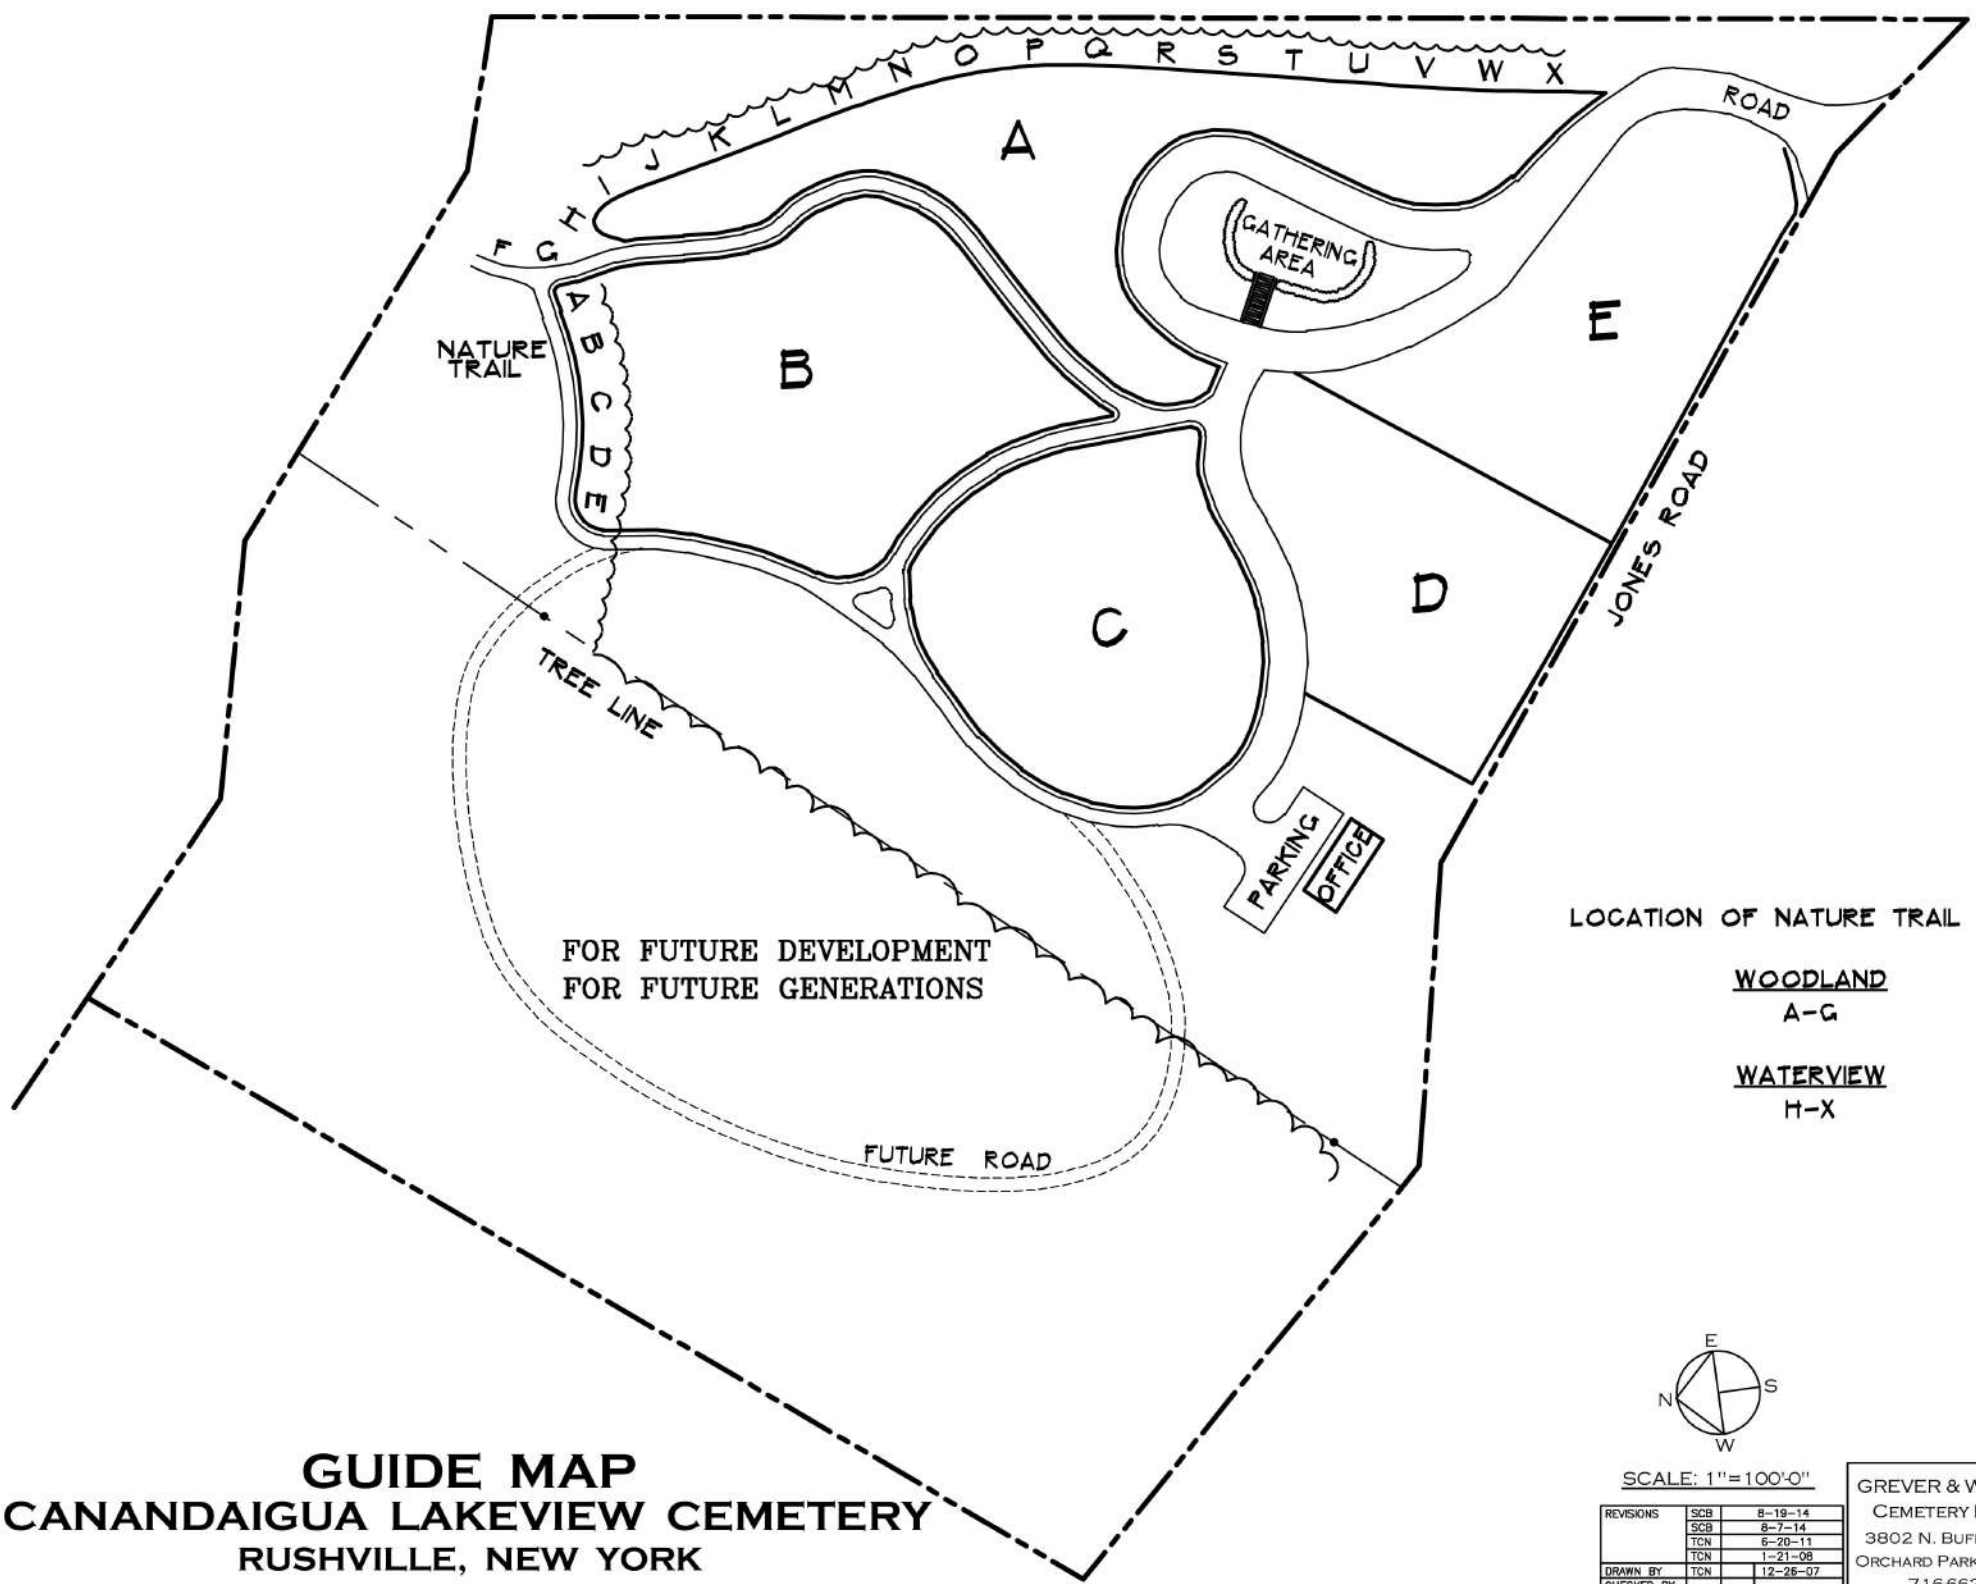 H I J K L M N O P Q R S T U V W X
ROAD
A
GATHERING
AREA
F G
A
B
C
D
E
NATURE
TRAIL
B
E
JONES ROAD
D
C
TREE LINE
PARKING
OFFICE
LOCATION OF NATURE TRAIL
WOODLAND
A-G
WATERVIEW
H-X
FOR FUTURE DEVELOPMENT
FOR FUTURE GENERATIONS
FUTURE ROAD
E
N
S
W
SCALE: 1"=100'-0"
GUIDE MAP
CANANDAIGUA LAKEVIEW CEMETERY
RUSHVILLE, NEW YORK
REVISIONS SCB 8-19-14
SCB 8-7-14
TCN 6-20-11
TCN 1-21-08
DRAWN BY TCN 12-26-07
GREVER & W
CEMETERY
3802 N. BUF
ORCHARD PARK